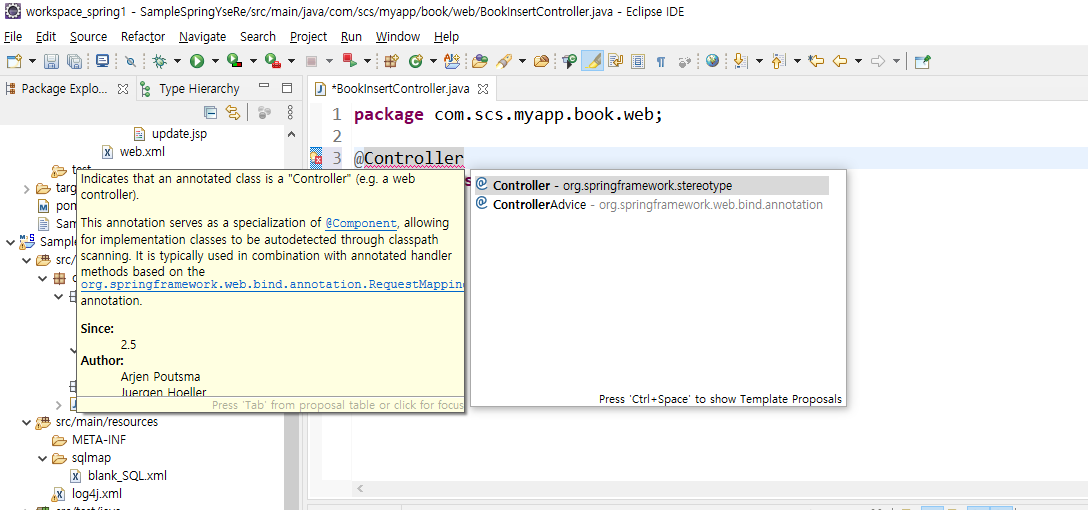 workspace_spring1 - SampleSpringYseRe/src/main/java/com/scs/myapp/book/web/BookInsertController.java - Eclipse IDE
File Edit Source Refactor Navigate Search Project Run Window Help
Package Explo... Type Hierarchy
*BookInsertController.java
update.jsp
web.xml
test
targ
pon
Sam
Sample
src/
src/main/resources
META-INF
sqlmap
blank_SQL.xml
log4j.xml
src/test/java
1 package com.scs.myapp.book.web;
2
3 @Controller
Indicates that an annotated class is a "Controller" (e.g. a web
controller).
This annotation serves as a specialization of @Component, allowing
for implementation classes to be autodetected through classpath
scanning. It is typically used in combination with annotated handler
methods based on the
org.springframework.web.bind.annotation.RequestMapping
annotation.
Since:
2.5
Author:
Arjen Poutsma
Juergen Hoeller
Press 'Tab' from proposal table or click for focus
Controller - org.springframework.stereotype
ControllerAdvice - org.springframework.web.bind.annotation
Press 'Ctrl+Space' to show Template Proposals